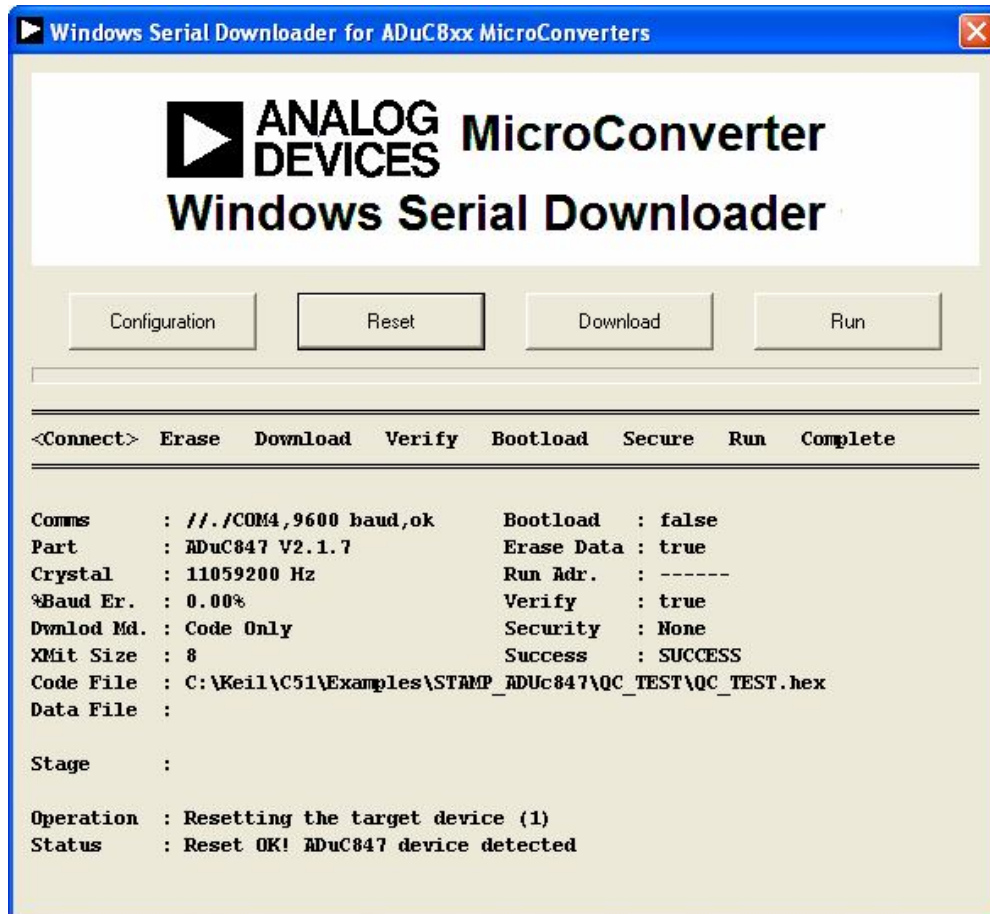 Windows Serial Downloader for ADuC8xx MicroConverters
ANALOG DEVICES MicroConverter
Windows Serial Downloader
Configuration Reset Download Run
<Connect> Erase Download Verify Bootload Secure Run Complete
Comms : //./COM4,9600 baud,ok Bootload : false
Part : ADuC847 V2.1.7 Erase Data : true
Crystal : 11059200 Hz Run Adr. : ------
%Baud Er. : 0.00% Verify : true
Dwnlod Md. : Code Only Security : None
XMit Size : 8 Success : SUCCESS
Code File : C:\Keil\C51\Examples\STAMP_ADUc847\QC_TEST\QC_TEST.hex
Data File :
Stage :
Operation : Resetting the target device (1)
Status : Reset OK! ADuC847 device detected